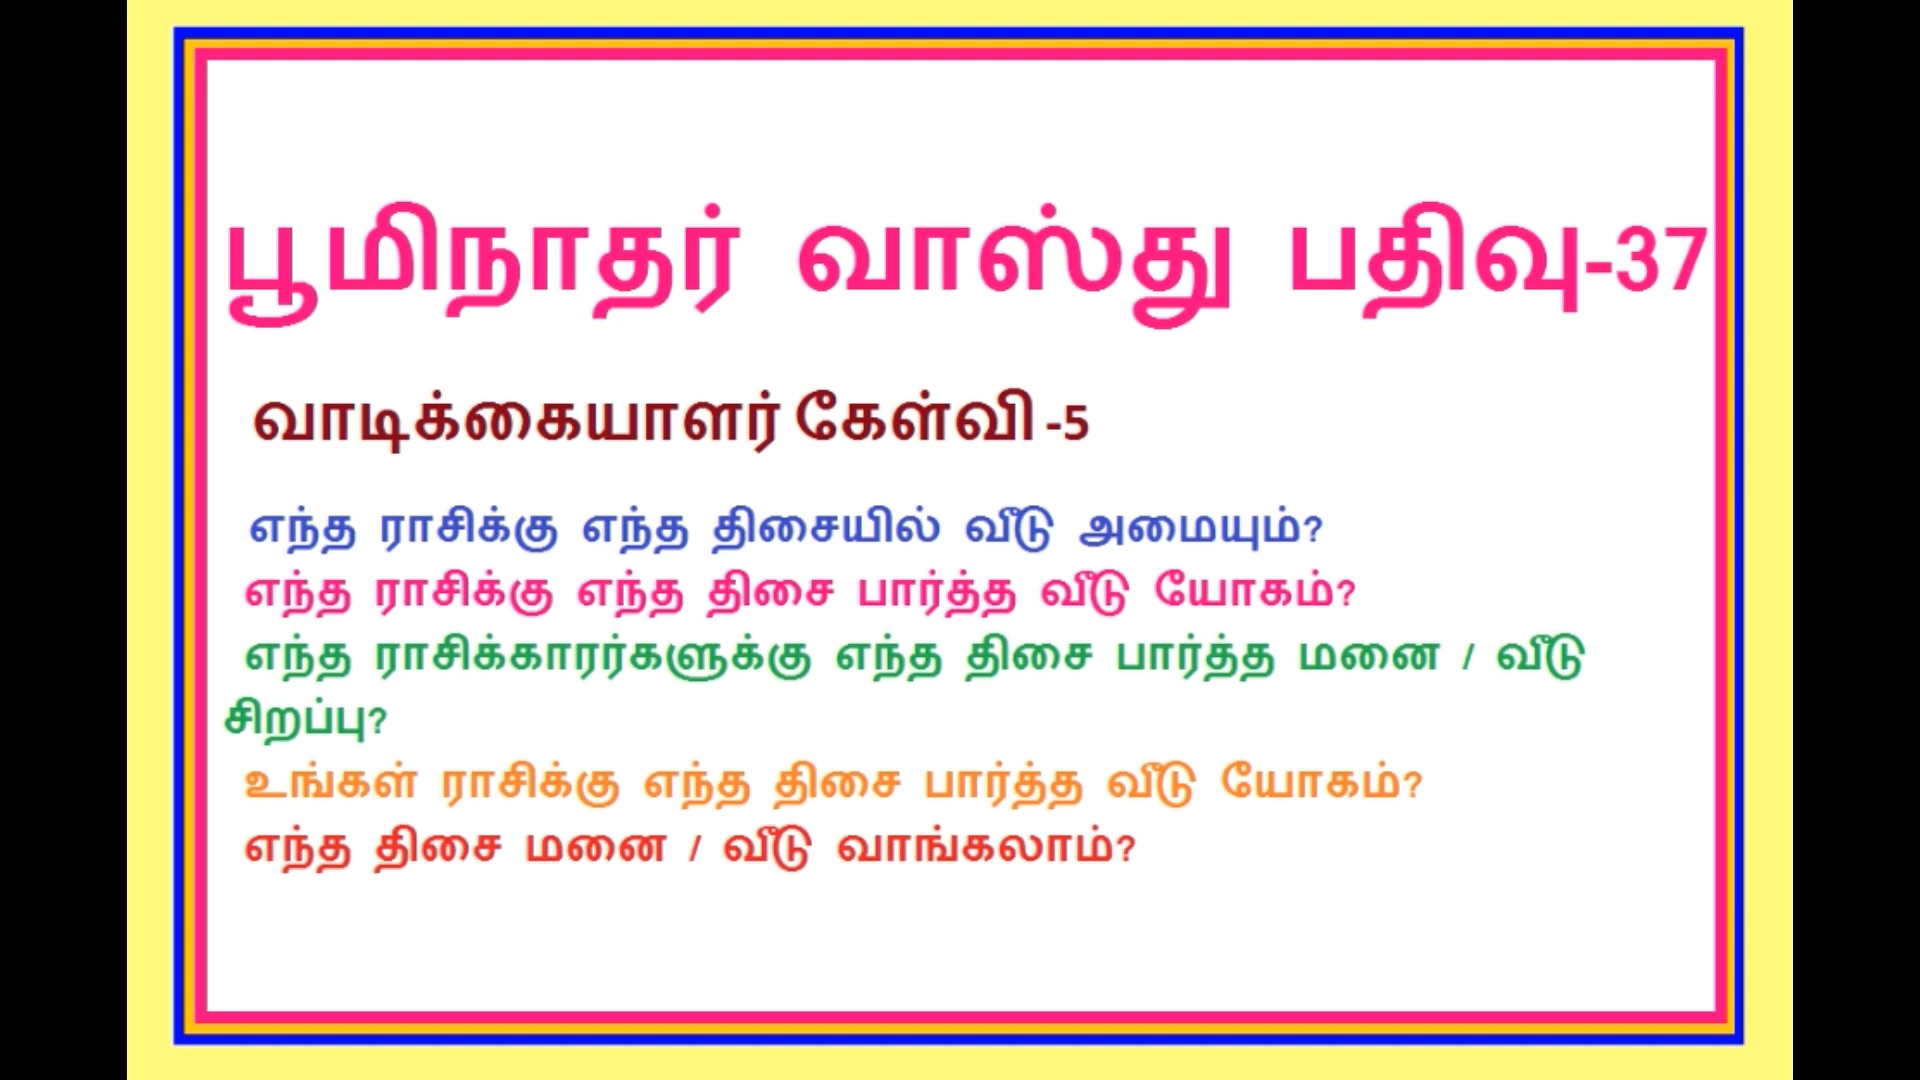 பூமிநாதர் வாஸ்து பதிவு-37
வாடிக்கையாளர் கேள்வி -5
எந்த ராசிக்கு எந்த திசையில் வீடு அமையும்?
எந்த ராசிக்கு எந்த திசை பார்த்த வீடு யோகம்?
எந்த ராசிக்காரர்களுக்கு எந்த திசை பார்த்த மனை / வீடு
சிறப்பு?
உங்கள் ராசிக்கு எந்த திசை பார்த்த வீடு யோகம்?
எந்த திசை மனை / வீடு வாங்கலாம்?